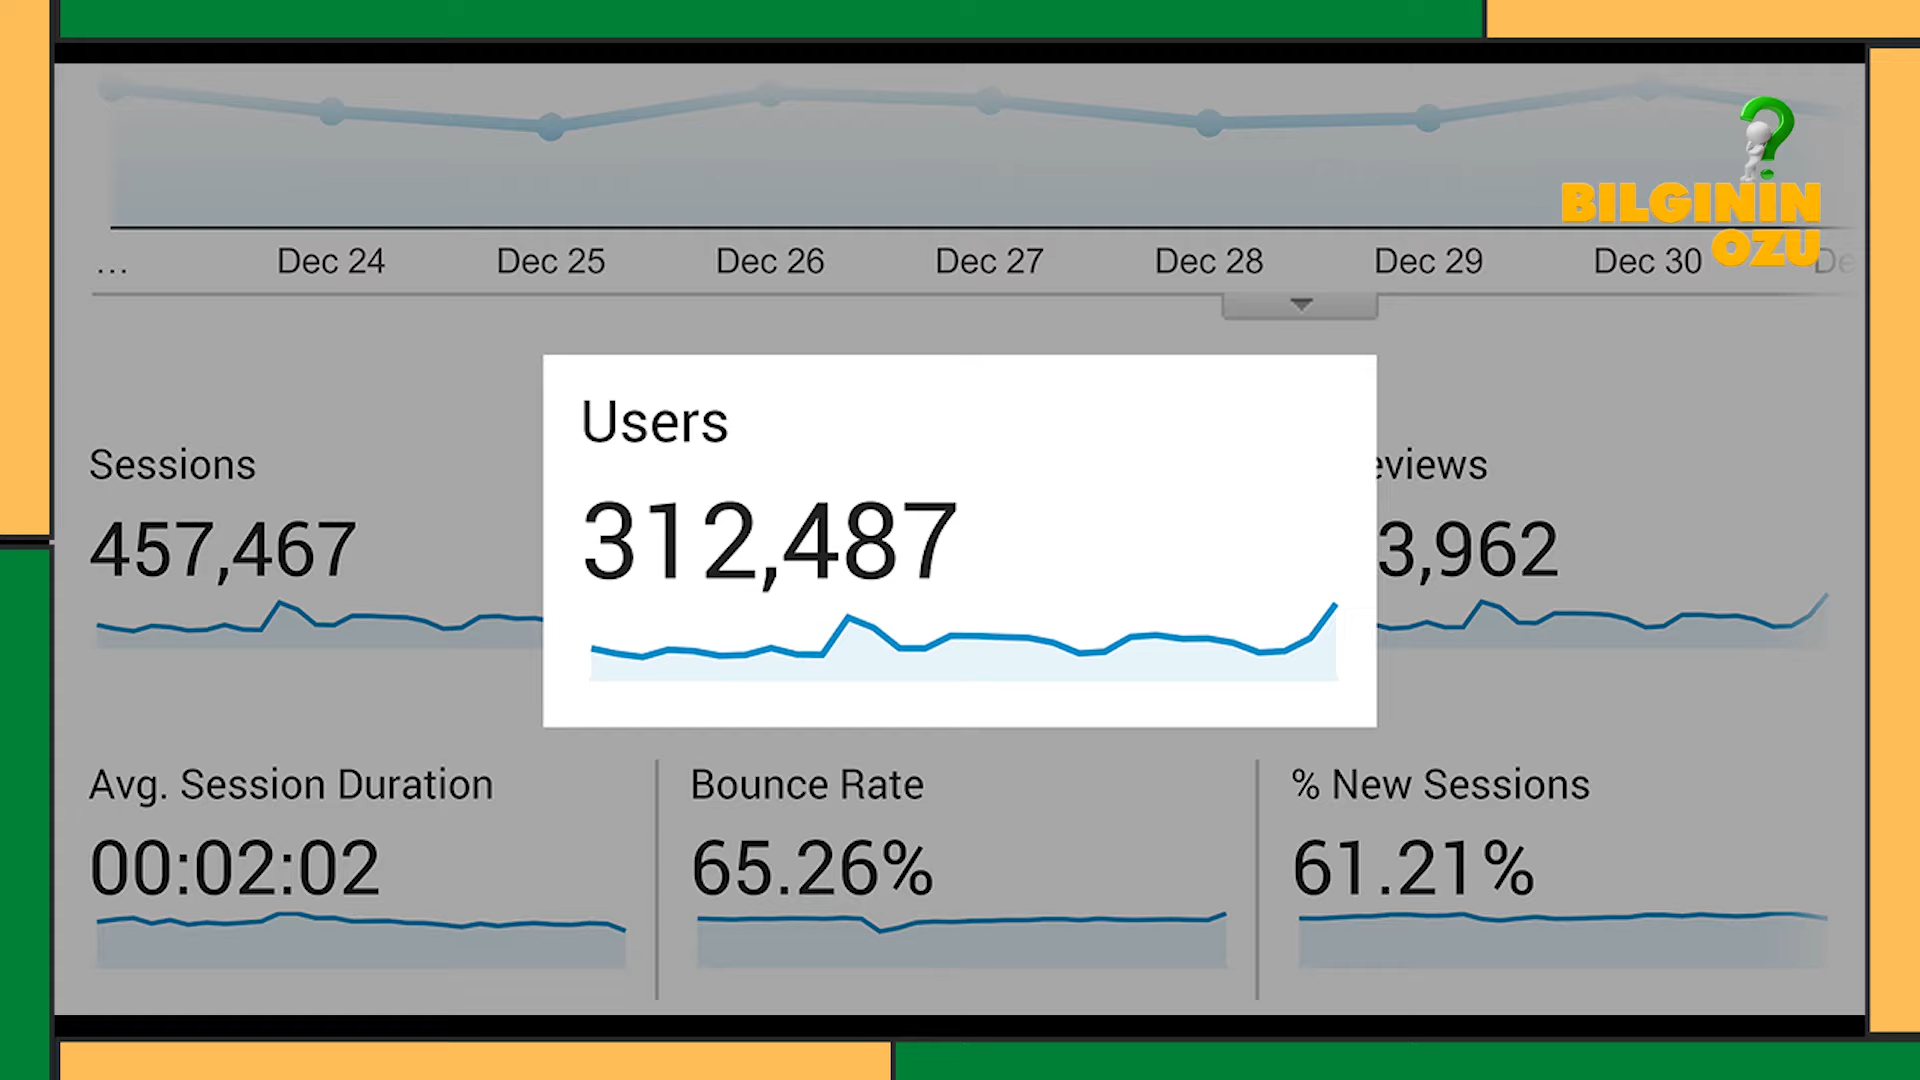 BILGININ
OZU
... Dec 24 Dec 25 Dec 26 Dec 27 Dec 28 Dec 29 Dec 30 De
Users
312,487
Sessions
457,467
eviews
3,962
Avg. Session Duration
00:02:02
Bounce Rate
65.26%
% New Sessions
61.21%